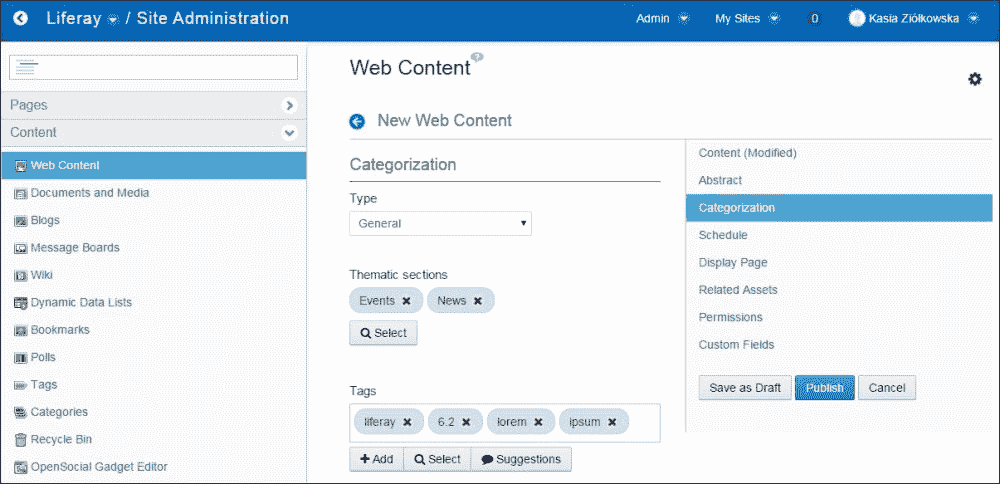 Liferay / Site Administration
Admin My Sites 0 Kasia Ziółkowska
Pages
Content
Web Content
Documents and Media
Blogs
Message Boards
Wiki
Dynamic Data Lists
Bookmarks
Polls
Tags
Categories
Recycle Bin
OpenSocial Gadget Editor
Web Content ?
New Web Content
Categorization
Type
General
Thematic sections
Events ✖ News ✖
Select
Tags
liferay ✖ 6.2 ✖ lorem ✖ ipsum ✖
+ Add Select Suggestions
Content (Modified)
Abstract
Categorization
Schedule
Display Page
Related Assets
Permissions
Custom Fields
Save as Draft Publish Cancel